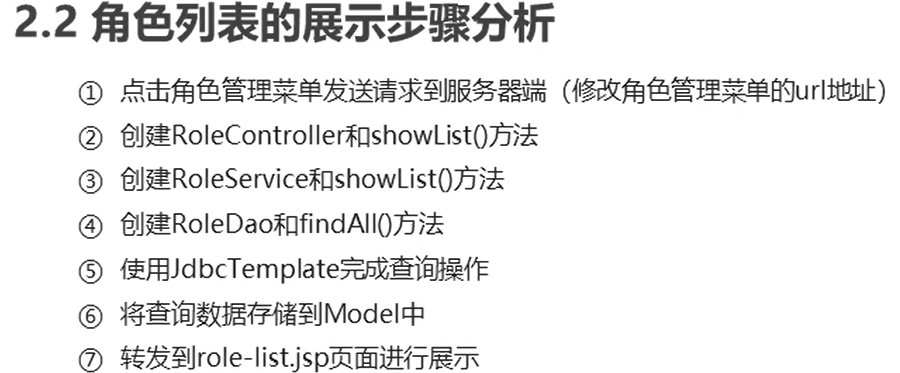 2.2 角色列表的展示步骤分析
① 点击角色管理菜单发送请求到服务器端（修改角色管理菜单的url地址）
② 创建RoleController和showList()方法
③ 创建RoleService和showList()方法
④ 创建RoleDao和findAll()方法
⑤ 使用JdbcTemplate完成查询操作
⑥ 将查询数据存储到Model中
⑦ 转发到role-list.jsp页面进行展示